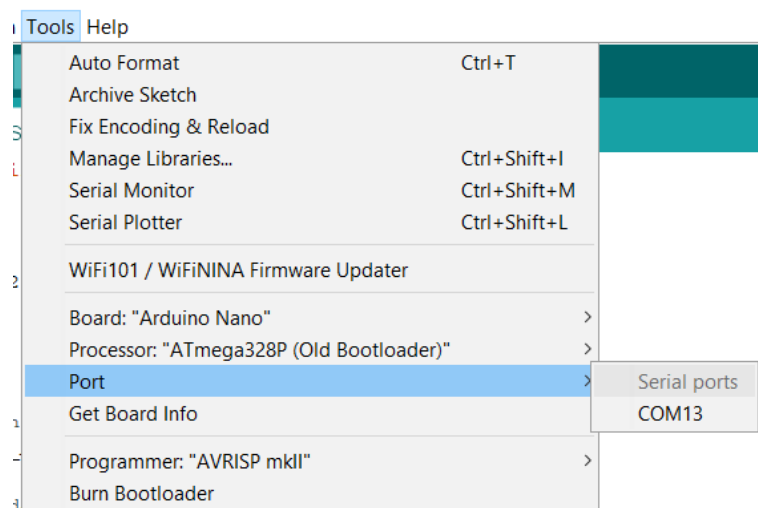 Tools Help
Auto Format Ctrl+T
Archive Sketch
Fix Encoding & Reload
Manage Libraries... Ctrl+Shift+I
Serial Monitor Ctrl+Shift+M
Serial Plotter Ctrl+Shift+L
WiFi101 / WiFiNINA Firmware Updater
Board: "Arduino Nano"
Processor: "ATmega328P (Old Bootloader)"
Port Serial ports
Get Board Info COM13
Programmer: "AVRISP mkII"
Burn Bootloader